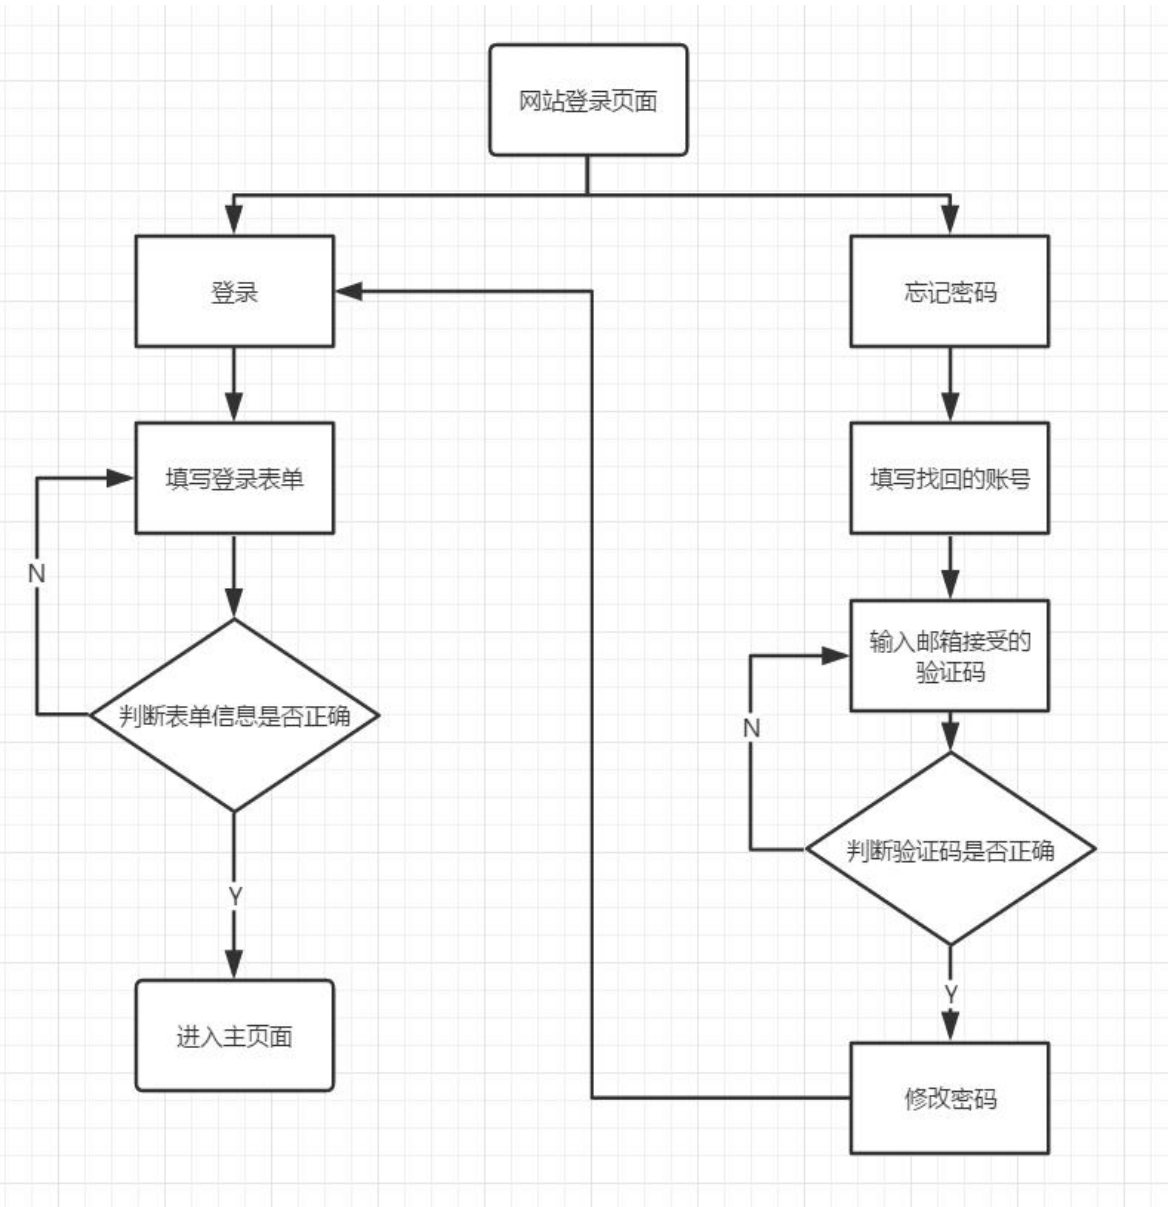 网站登录页面
登录
忘记密码
填写登录表单
填写找回的账号
N
输入邮箱接受的
验证码
判断表单信息是否正确
N
判断验证码是否正确
Y
Y
进入主页面
修改密码